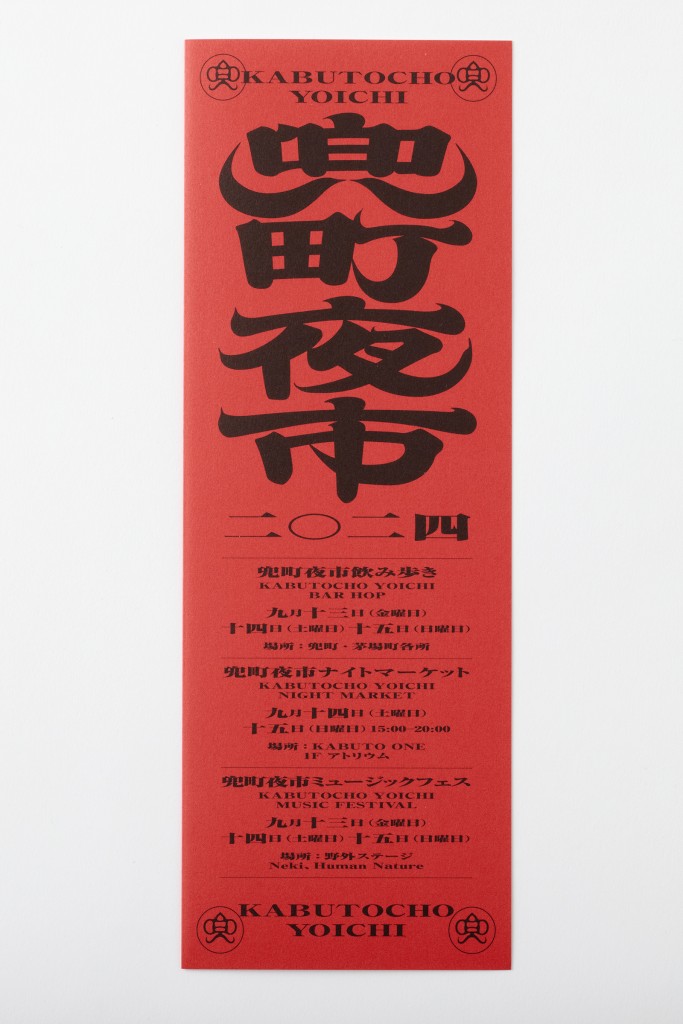 KABUTOCHO
YOICHI
兜
町
夜
市
二〇二四
兜町夜市飲み歩き
KABUTOCHO YOICHI
BAR HOP
九月十三日（金曜日）
十四日（土曜日）十五日（日曜日）
場所：兜町・茅場町各所
兜町夜市ナイトマーケット
KABUTOCHO YOICHI
NIGHT MARKET
九月十四日（土曜日）
十五日（日曜日）15:00–20:00
場所：KABUTO ONE
1F アトリウム
兜町夜市ミュージックフェス
KABUTOCHO YOICHI
MUSIC FESTIVAL
九月十三日（金曜日）
十四日（土曜日）十五日（日曜日）
場所：野外ステージ
Neki, Human Nature
KABUTOCHO
YOICHI